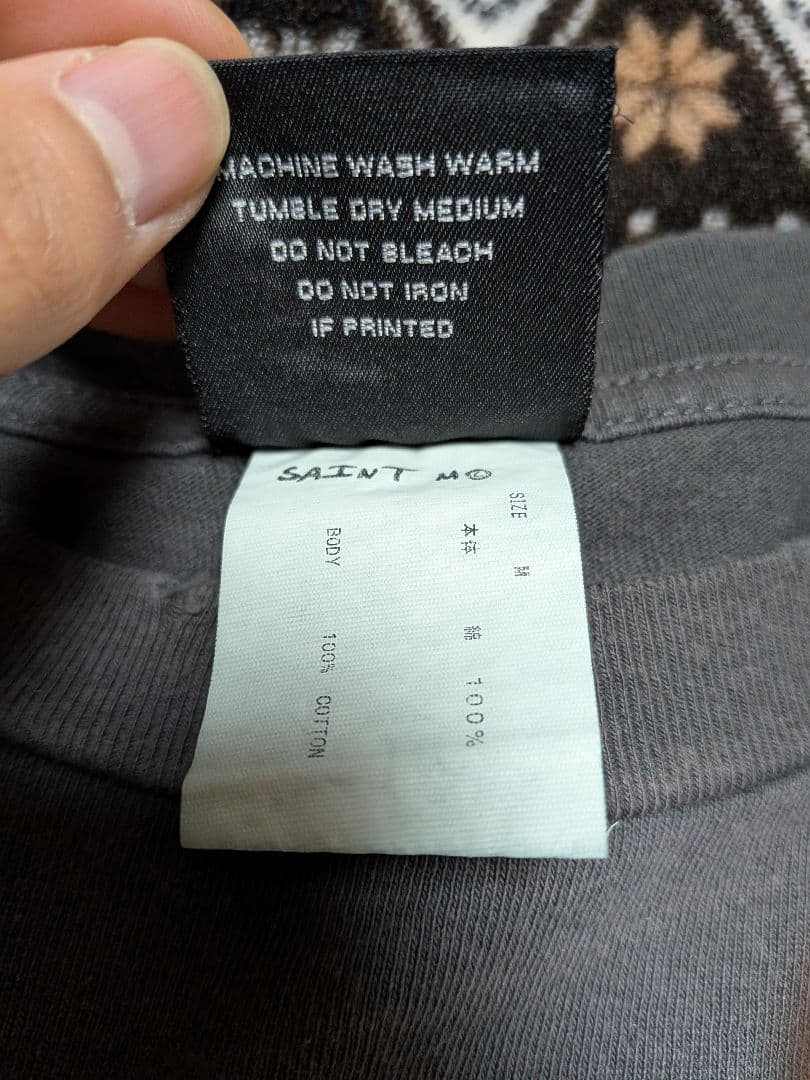 MACHINE WASH WARM
TUMBLE DRY MEDIUM
DO NOT BLEACH
DO NOT IRON
IF PRINTED
SAINT M©
SIZE M
本体 綿 100%
BODY 100% COTTON